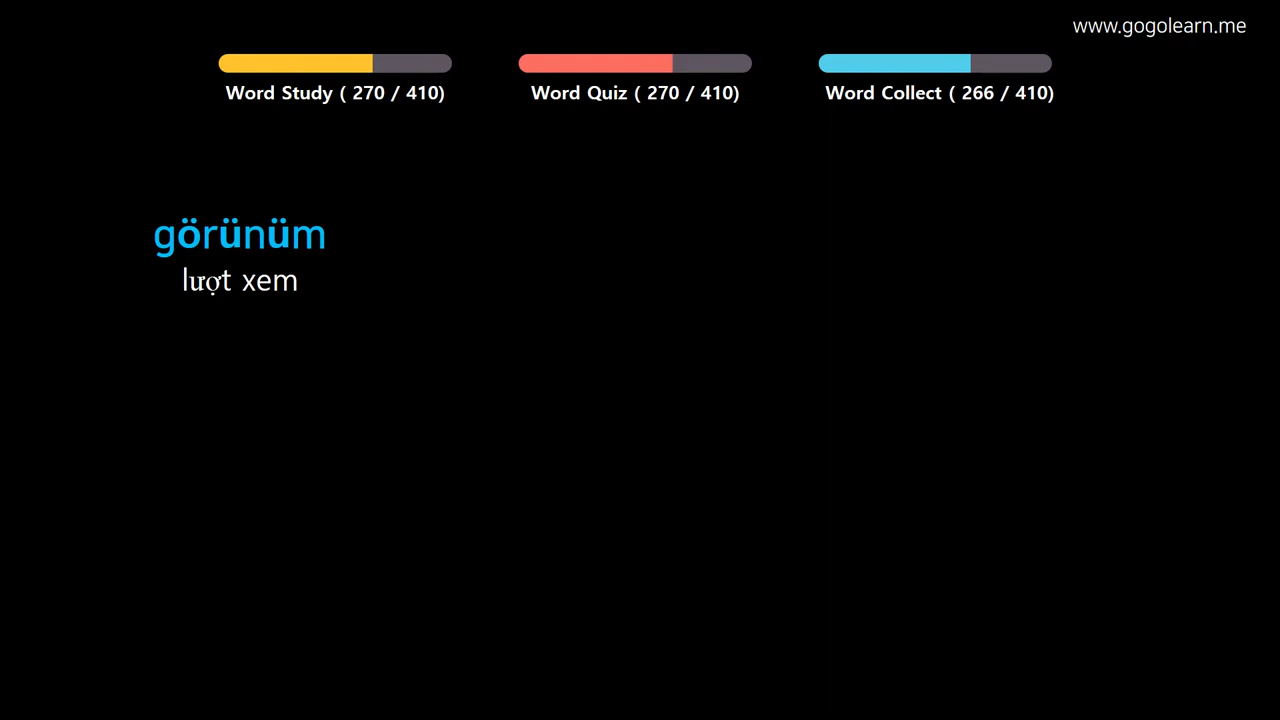 www.gogolearn.me
Word Study ( 270 / 410)
Word Quiz ( 270 / 410)
Word Collect ( 266 / 410)
görünüm
lượt xem